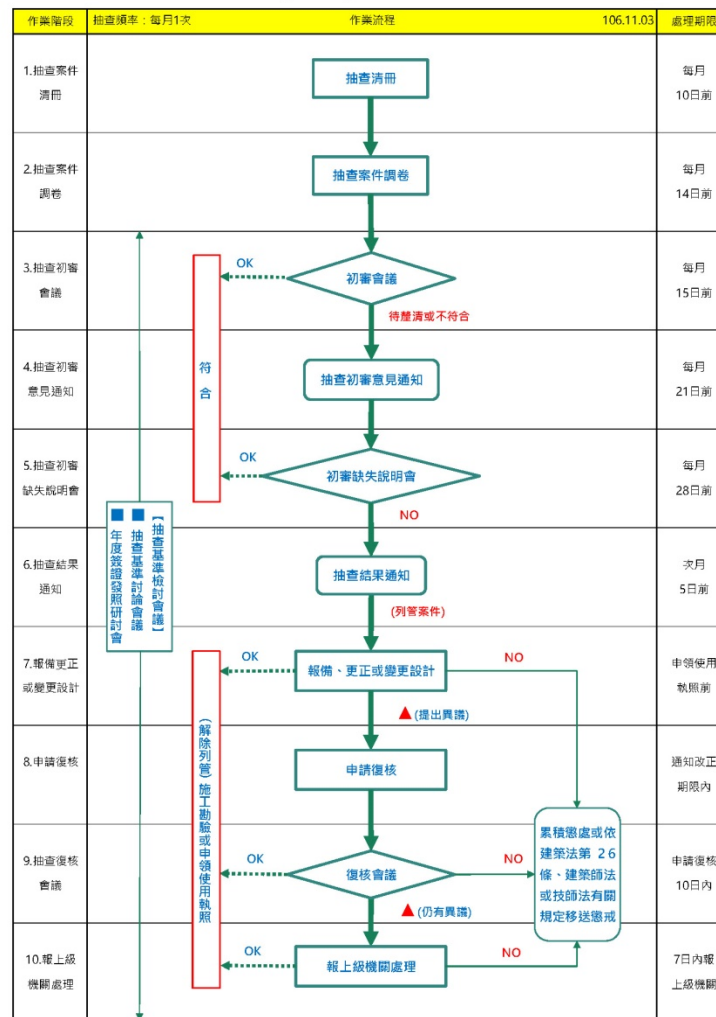 作業階段 抽查頻率：每月1次 作業流程 106.11.03 處理期限
1.抽查案件
清冊
抽查清冊
每月
10日前
2.抽查案件
調卷
抽查案件調卷
每月
14日前
3.抽查初審
會議
OK
初審會議
待釐清或不符合
每月
15日前
符合
4.抽查初審
意見通知
抽查初審意見通知
每月
21日前
5.抽查初審
缺失說明會
OK
初審缺失說明會
NO
每月
28日前
【抽查基準檢討會議】
■ 抽查基準討論會議
■ 年度簽證發照研討會
6.抽查結果
通知
抽查結果通知
(列管案件)
次月
5日前
7.報備更正
或變更設計
OK
報備、更正或變更設計
NO
▲(提出異議)
申領使用
執照前
(解除列管)施工勘驗或申領使用執照
8.申請復核
申請復核
通知改正
期限內
累積懲處或依
建築法第 26
條、建築師法
或技師法有關
規定移送懲戒
9.抽查復核
會議
OK
復核會議
NO
▲(仍有異議)
申請復核
10日內
10.報上級
機關處理
OK
報上級機關處理
NO
7日內報
上級機關